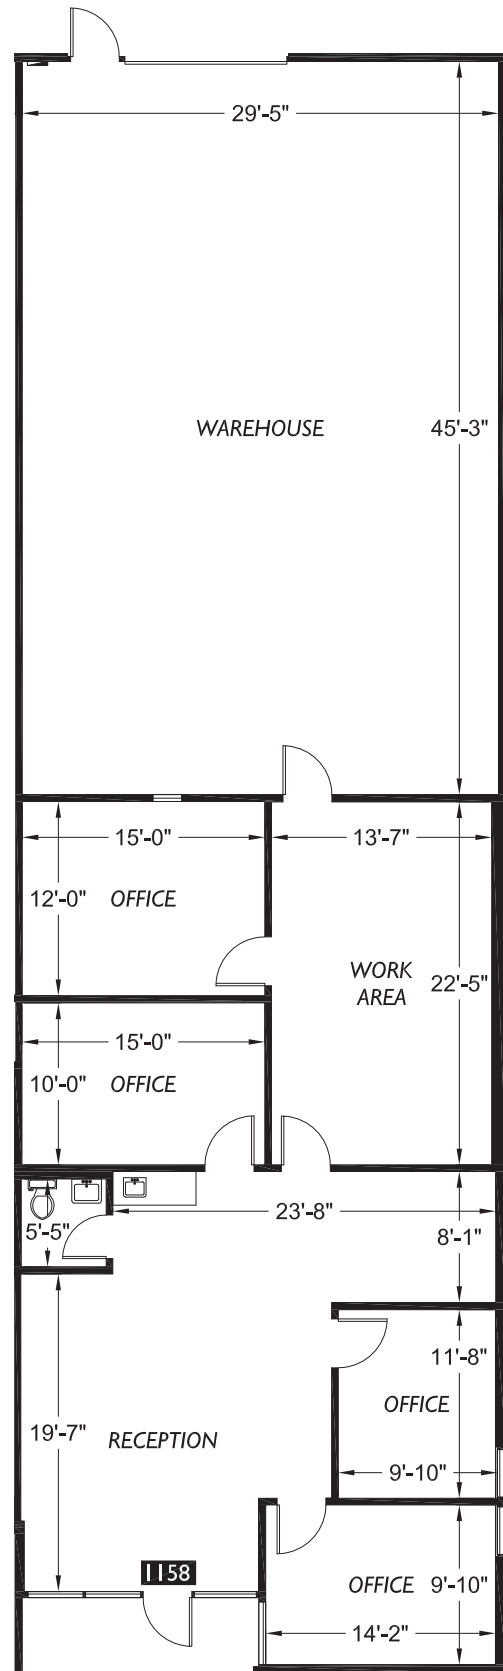 29'-5"
WAREHOUSE
45'-3"
15'-0"
13'-7"
12'-0"
OFFICE
WORK
AREA
22'-5"
15'-0"
10'-0"
OFFICE
5'-5"
23'-8"
8'-1"
11'-8"
OFFICE
19'-7"
RECEPTION
9'-10"
1158
OFFICE
9'-10"
14'-2"